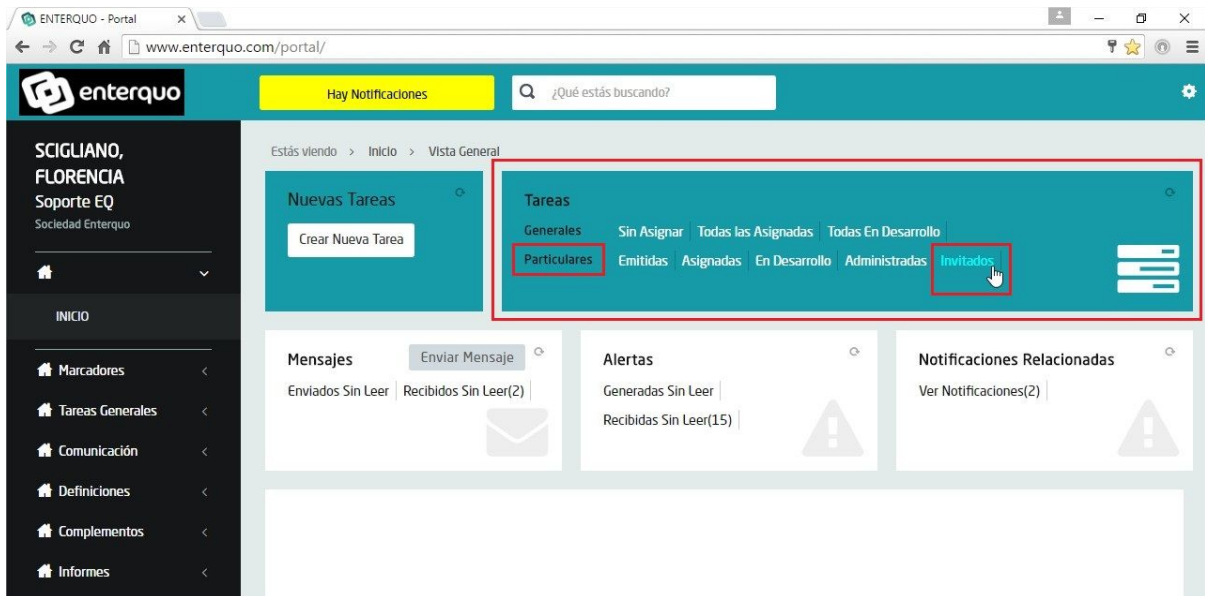 ENTERQUO - Portal
www.enterquo.com/portal/
enterquo
Hay Notificaciones
¿Qué estás buscando?
SCIGLIANO,
FLORENCIA
Soporte EQ
Sociedad Enterquo
INICIO
Marcadores
Tareas Generales
Comunicación
Definiciones
Complementos
Informes
Estás viendo > Inicio > Vista General
Nuevas Tareas
Crear Nueva Tarea
Tareas
Generales Sin Asignar Todas las Asignadas Todas En Desarrollo
Particulares Emitidas Asignadas En Desarrollo Administradas Invitados
Mensajes Enviar Mensaje
Enviados Sin Leer Recibidos Sin Leer(2)
Alertas
Generadas Sin Leer
Recibidas Sin Leer(15)
Notificaciones Relacionadas
Ver Notificaciones(2)